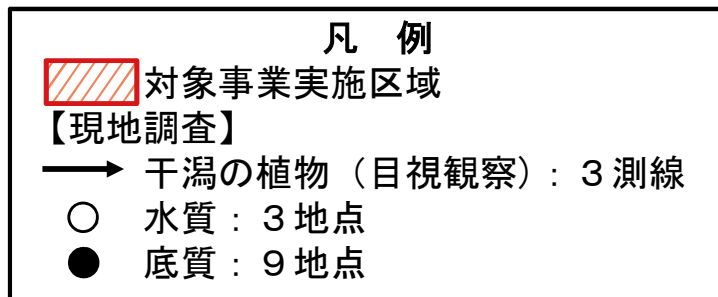 凡 例
対象事業実施区域
【現地調査】
干潟の植物（目視観察）: ３測線
水質：３地点
底質：９地点